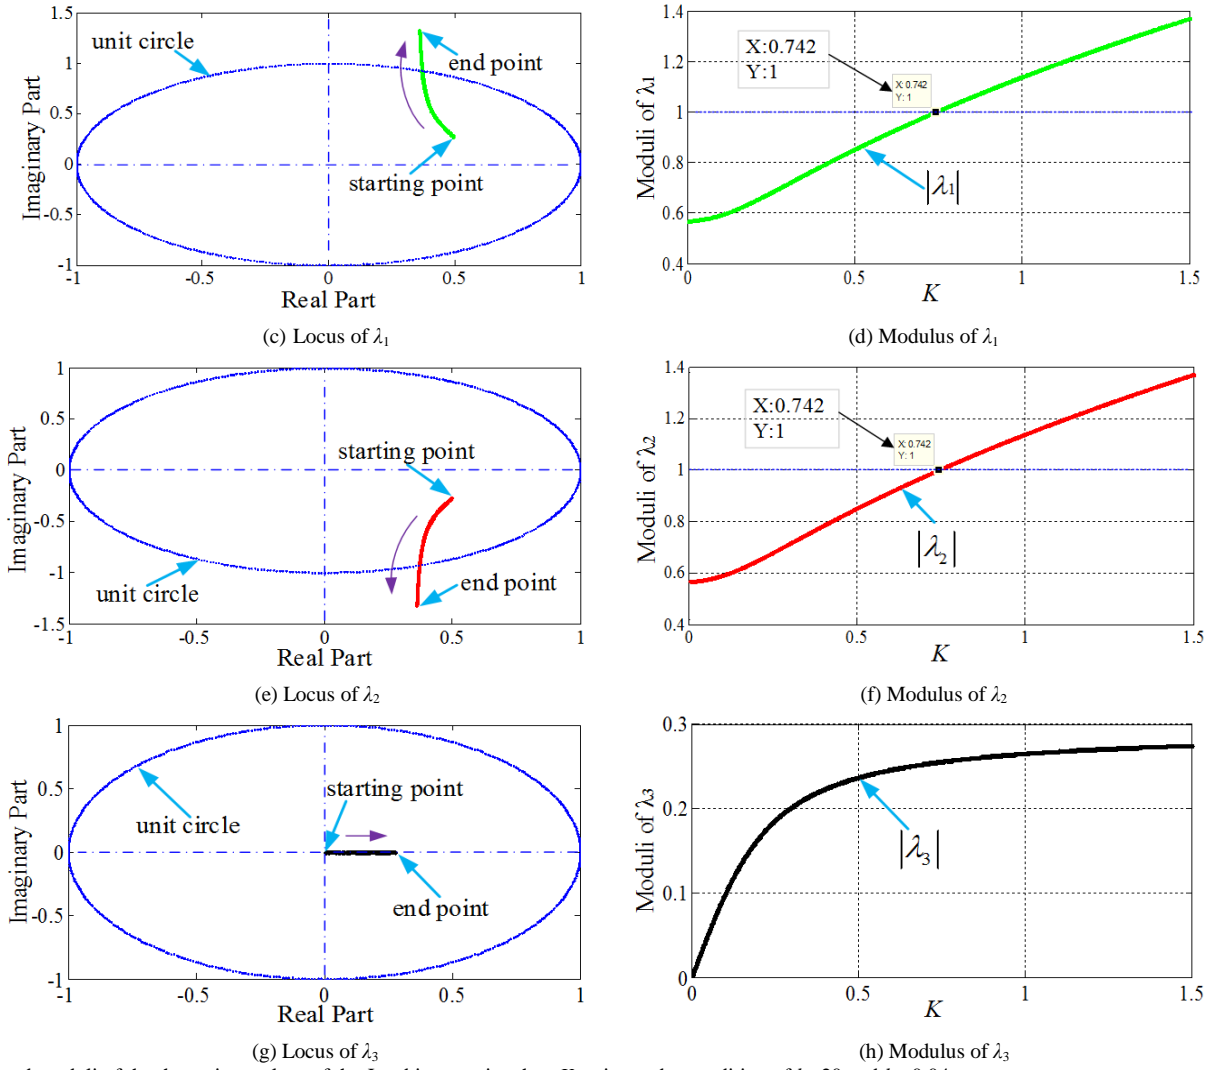 1.5
unit circle
end point
1
0.5
0
starting point
-0.5
-1
-1
-0.5
0
0.5
1
Imaginary Part
Real Part
(c) Locus of λ1
1.4
X:0.742
Y:1
1.2
X: 0.742
Y: 1
1
0.8
|λ1|
0.6
0.4
0
0.5
1
1.5
Moduli of λ1
K
(d) Modulus of λ1
1
0.5
starting point
0
-0.5
-1
unit circle
end point
-1.5
-1
-0.5
0
0.5
1
Imaginary Part
Real Part
(e) Locus of λ2
1.4
X:0.742
Y:1
1.2
X: 0.742
Y: 1
1
0.8
|λ2|
0.6
0.4
0
0.5
1
1.5
Moduli of λ2
K
(f) Modulus of λ2
1
0.5
starting point
unit circle
0
end point
-0.5
-1
-1
-0.5
0
0.5
1
Imaginary Part
Real Part
(g) Locus of λ3
0.3
0.2
|λ3|
0.1
0
0
0.5
1
1.5
Moduli of λ3
K
(h) Modulus of λ3